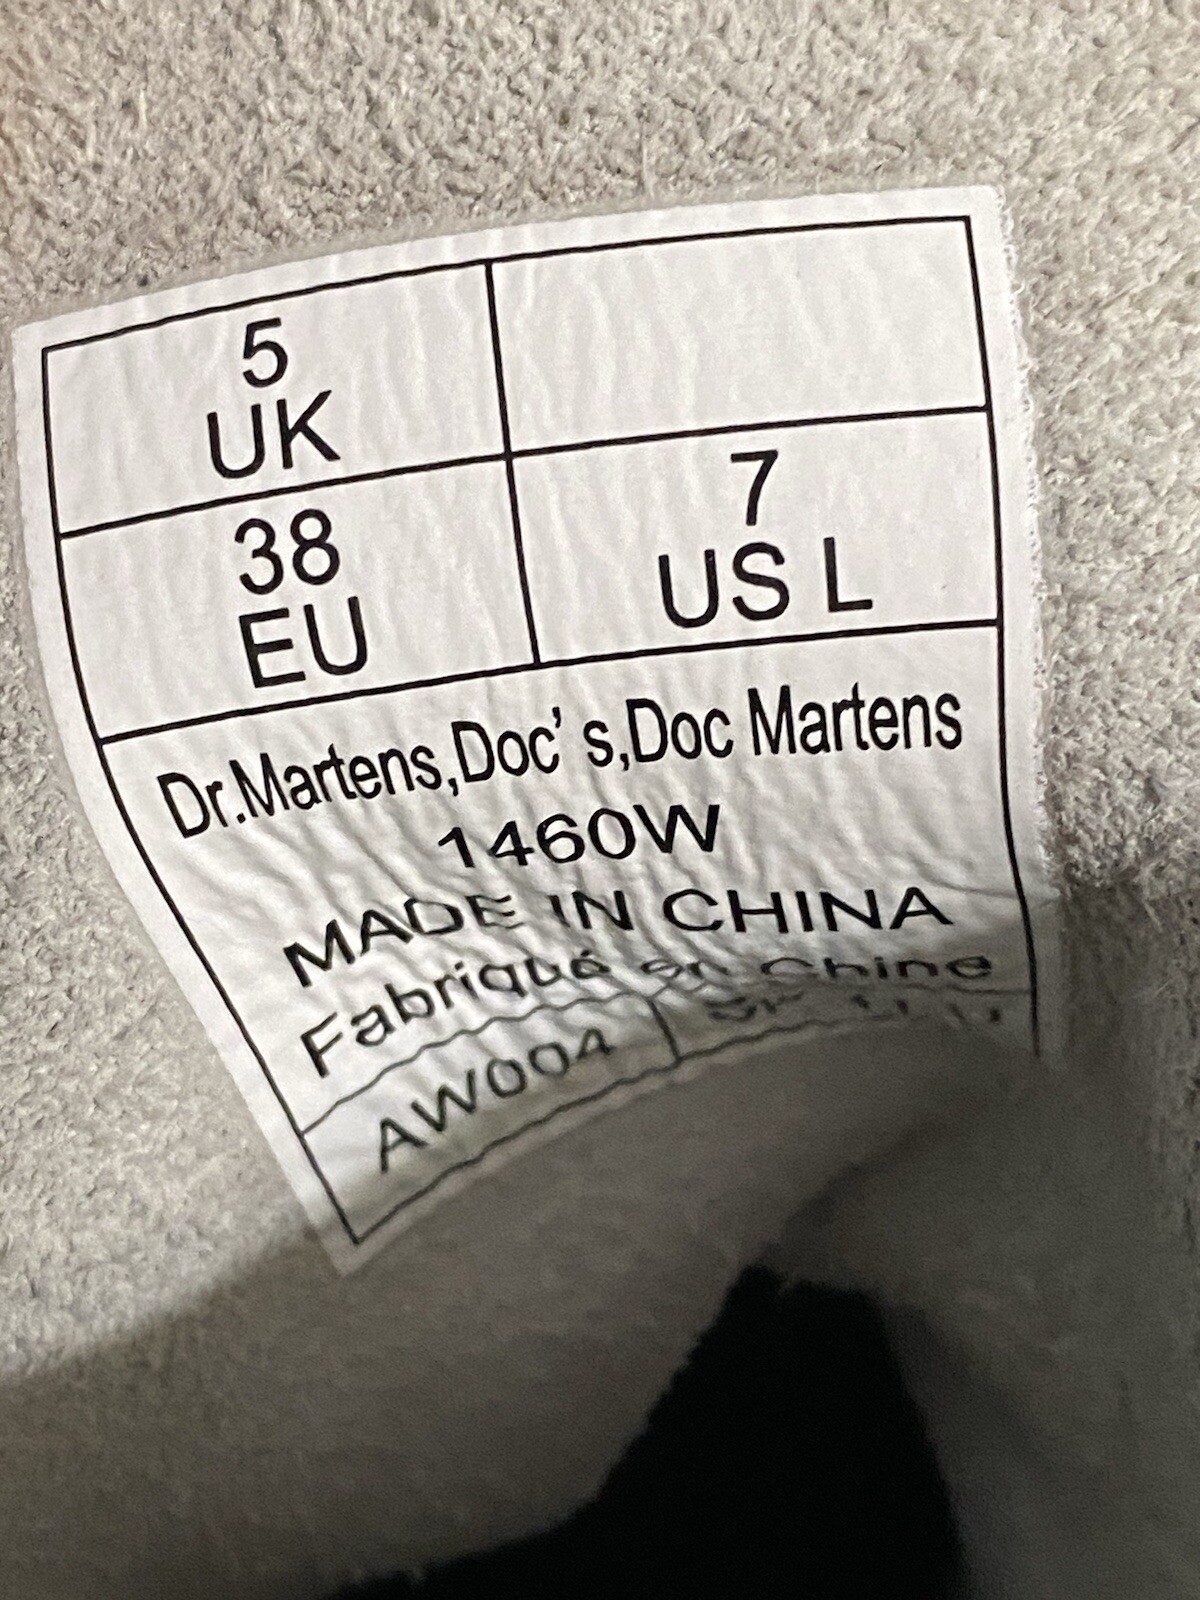 5
UK
38
EU
7
US L
Dr.Martens,Doc’ s,Doc Martens
1460W
MADE IN CHINA
Fabriqué en Chine
AW004